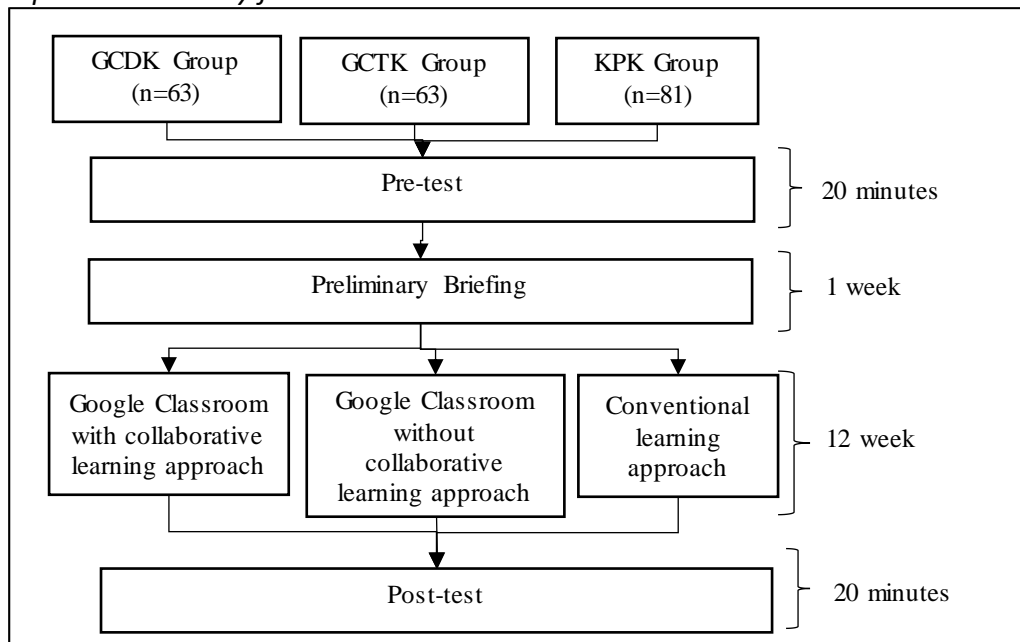 GCDK Group
(n=63)
GCTK Group
(n=63)
KPK Group
(n=81)
Pre-test
20 minutes
Preliminary Briefing
1 week
Google Classroom
with collaborative
learning approach
Google Classroom
without
collaborative
learning approach
Conventional
learning
approach
12 week
Post-test
20 minutes